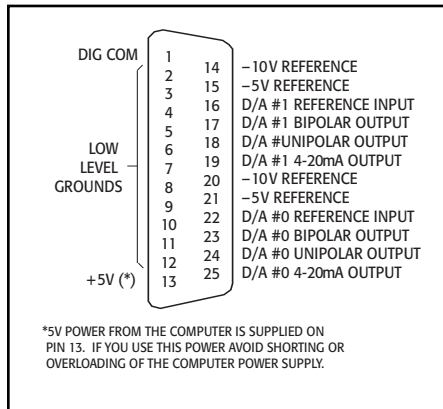 DIG COM 1
2 14 –10V REFERENCE
3 15 –5V REFERENCE
4 16 D/A #1 REFERENCE INPUT
5 17 D/A #1 BIPOLAR OUTPUT
LOW 6 18 D/A #UNIPOLAR OUTPUT
LEVEL 7 19 D/A #1 4-20mA OUTPUT
GROUNDS 8 20 –10V REFERENCE
9 21 –5V REFERENCE
10 22 D/A #0 REFERENCE INPUT
11 23 D/A #0 BIPOLAR OUTPUT
12 24 D/A #0 UNIPOLAR OUTPUT
+5V (*) 13 25 D/A #0 4-20mA OUTPUT
*5V POWER FROM THE COMPUTER IS SUPPLIED ON
PIN 13. IF YOU USE THIS POWER AVOID SHORTING OR
OVERLOADING OF THE COMPUTER POWER SUPPLY.